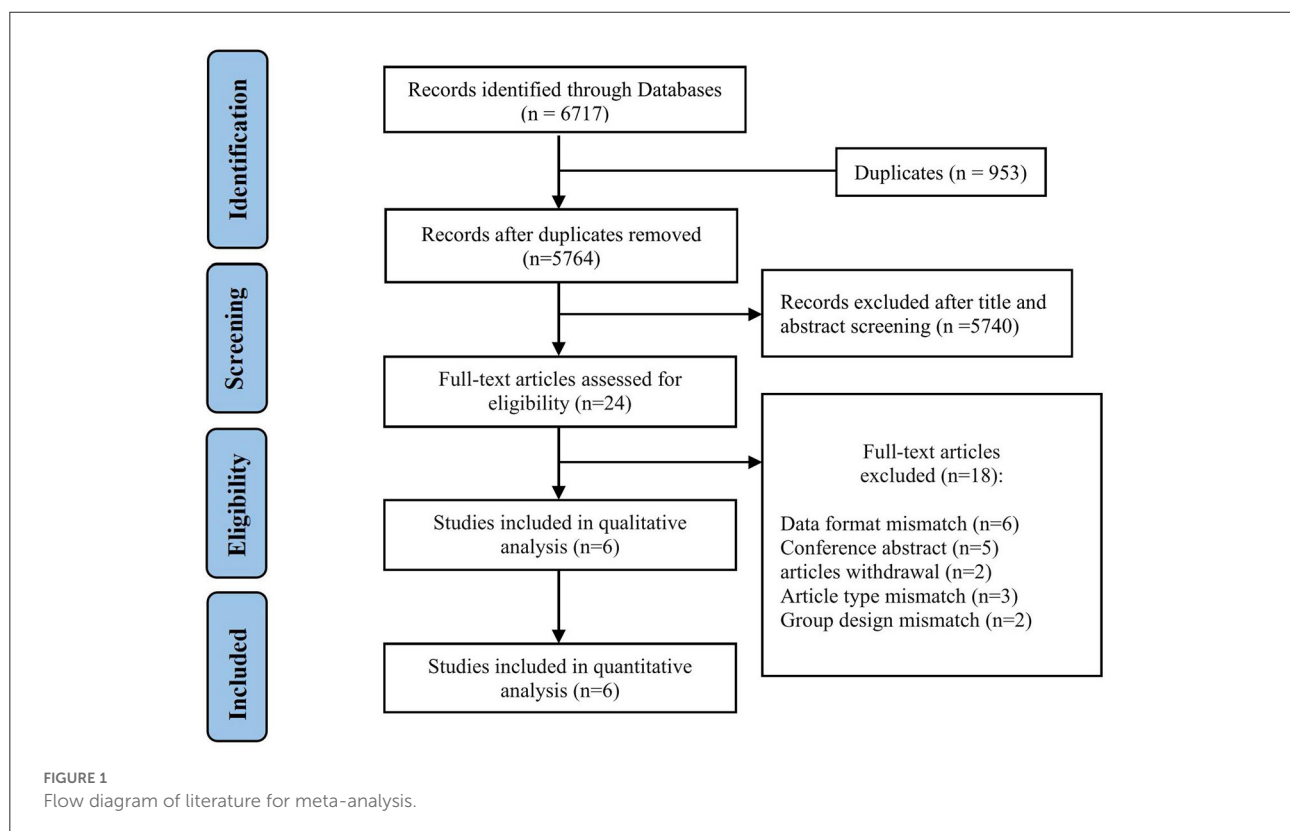 Identification
Records identified through Databases
(n = 6717)
Duplicates (n = 953)
Records after duplicates removed
(n=5764)
Screening
Records excluded after title and
abstract screening (n =5740)
Full-text articles assessed for
eligibility (n=24)
Eligibility
Full-text articles
excluded (n=18):
Data format mismatch (n=6)
Conference abstract (n=5)
articles withdrawal (n=2)
Article type mismatch (n=3)
Group design mismatch (n=2)
Studies included in qualitative
analysis (n=6)
Included
Studies included in quantitative
analysis (n=6)
FIGURE 1
Flow diagram of literature for meta-analysis.